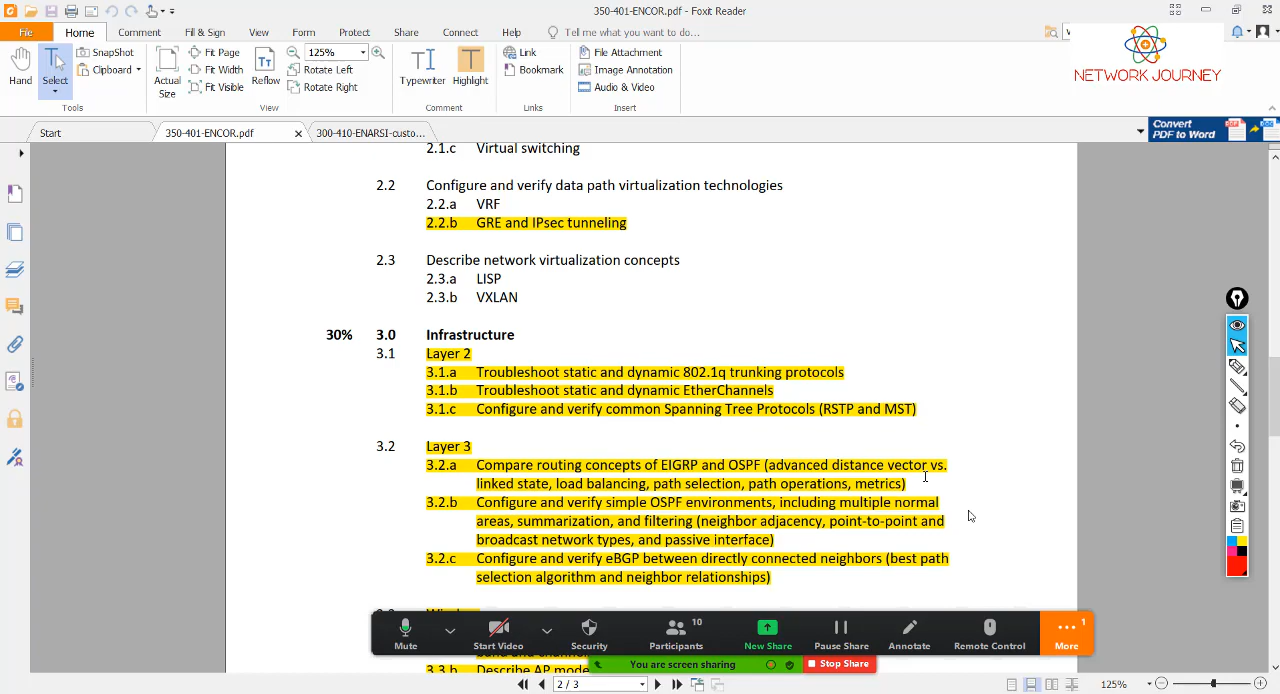 350-401-ENCOR.pdf - Foxit Reader
File Home Comment View Form Protect Share Connect Help Tell me what you want to do...
Fill & Sign
Hand
Select
SnapShot
Clipboard
Tools
Actual Size
Fit Page
Fit Width
Fit Visible
Reflow
125%
Rotate Left
Rotate Right
View
Typewriter
Highlight
Comment
Link
Bookmark
Links
File Attachment
Image Annotation
Audio & Video
Insert
NETWORK JOURNEY
Start
350-401-ENCOR.pdf
300-410-ENARSI-custo...
Convert
PDF to Word
2.1.c Virtual switching
2.2 Configure and verify data path virtualization technologies
2.2.a VRF
2.2.b GRE and IPsec tunneling
2.3 Describe network virtualization concepts
2.3.a LISP
2.3.b VXLAN
30% 3.0 Infrastructure
3.1 Layer 2
3.1.a Troubleshoot static and dynamic 802.1q trunking protocols
3.1.b Troubleshoot static and dynamic EtherChannels
3.1.c Configure and verify common Spanning Tree Protocols (RSTP and MST)
3.2 Layer 3
3.2.a Compare routing concepts of EIGRP and OSPF (advanced distance vector vs.
linked state, load balancing, path selection, path operations, metrics)
3.2.b Configure and verify simple OSPF environments, including multiple normal
areas, summarization, and filtering (neighbor adjacency, point-to-point and
broadcast network types, and passive interface)
3.2.c Configure and verify eBGP between directly connected neighbors (best path
selection algorithm and neighbor relationships)
3.3.b Describe AP mode
Mute
Start Video
Security
Participants 10
New Share
Pause Share
Annotate
Remote Control
More 1
You are screen sharing
Stop Share
2 / 3
125%